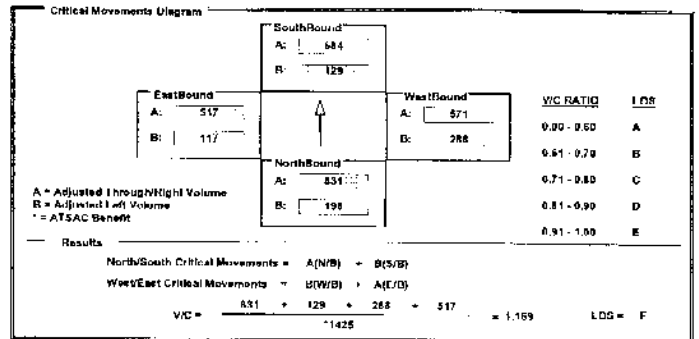 Critical Movements Diagram
SouthBound
A: 684
B: 129
EastBound
A: 517
B: 117
WestBound
A: 571
B: 288
NorthBound
A: 831
B: 198
V/C RATIO LOS
0.00 - 0.60 A
0.61 - 0.70 B
0.71 - 0.80 C
0.81 - 0.90 D
0.91 - 1.00 E
A = Adjusted Through/Right Volume
B = Adjusted Left Volume
* = ATSAC Benefit
Results
North/South Critical Movements = A(N/B) + B(S/B)
West/East Critical Movements = B(W/B) + A(E/B)
V/C = 831 + 129 + 288 + 517
*1425
= 1.169 LOS = F